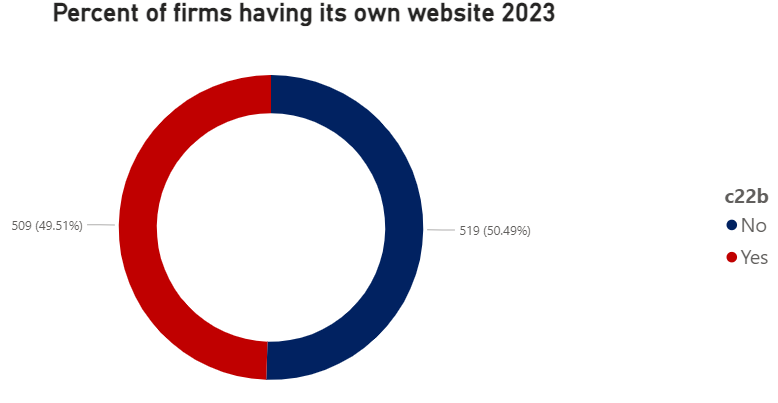 Percent of firms having its own website 2023
509 (49.51%)
519 (50.49%)
c22b
No
Yes